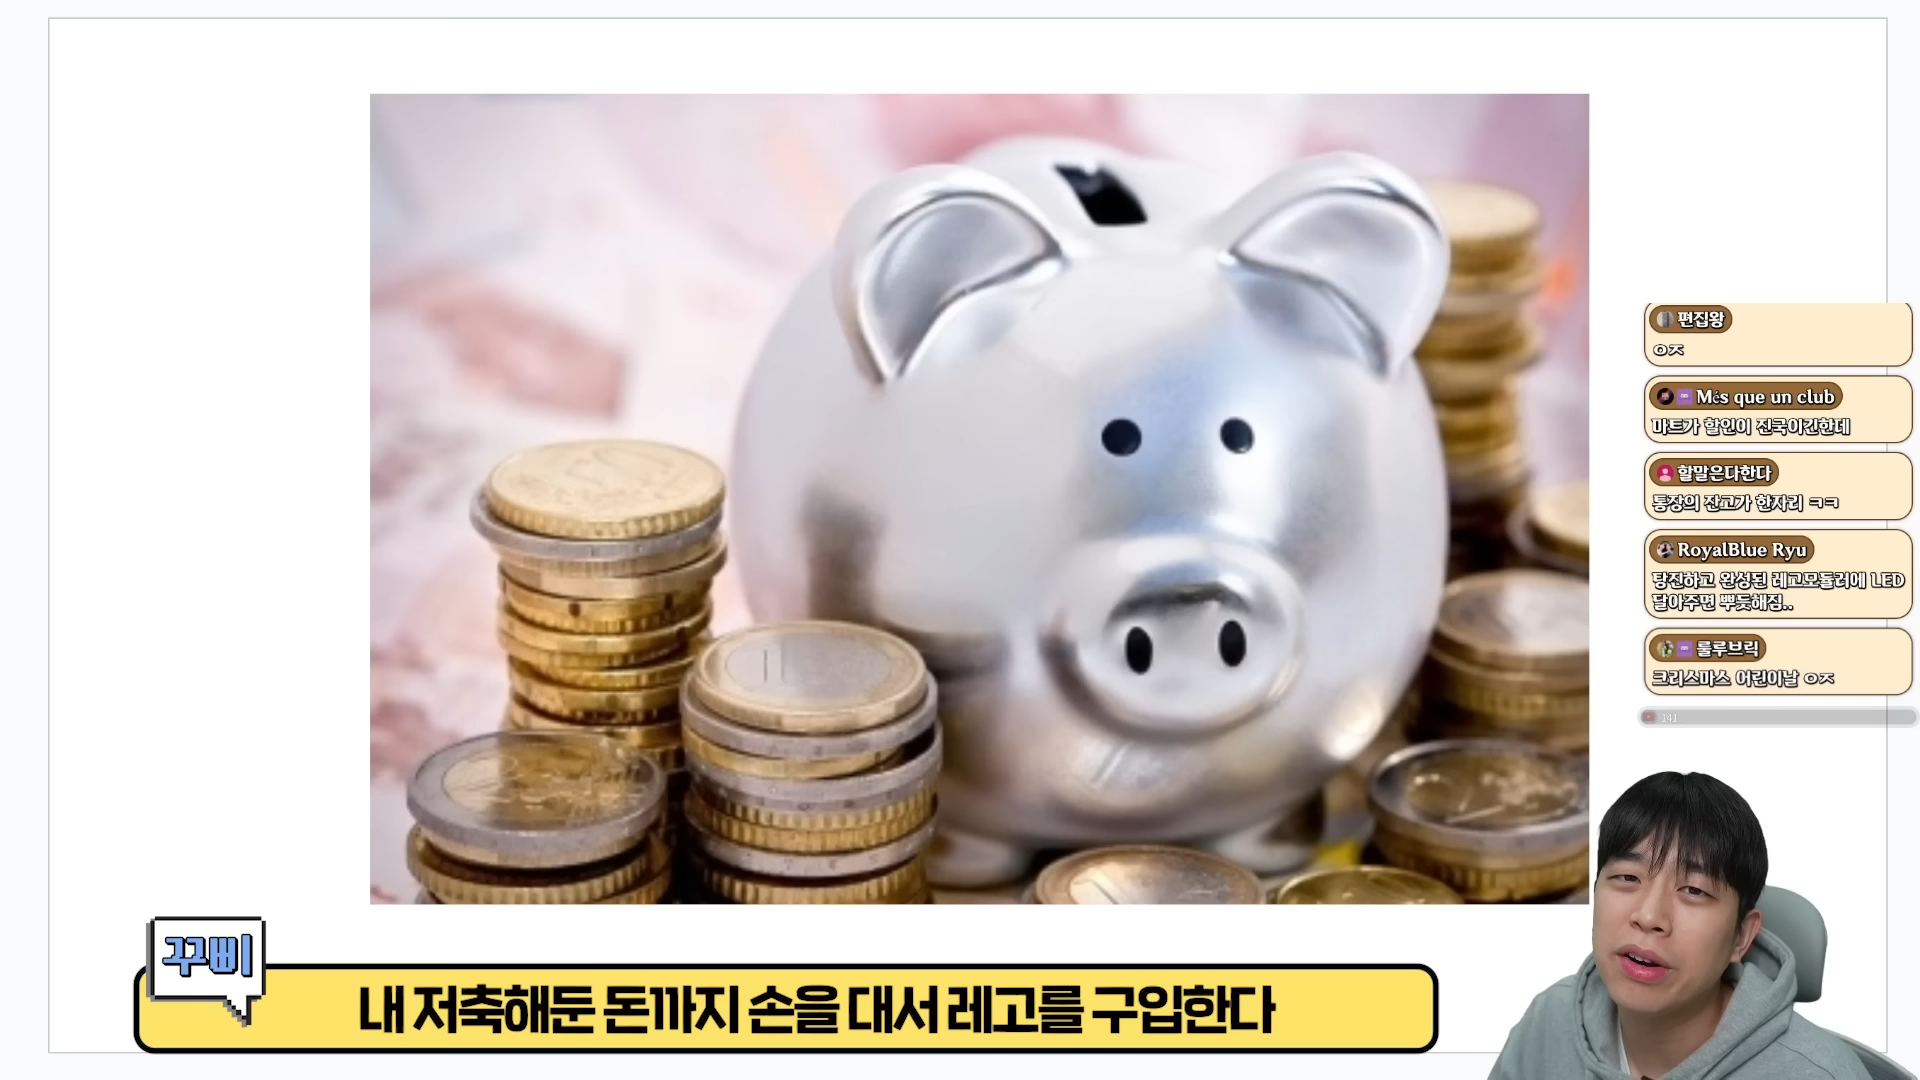 편집왕
ㅇㅈ
Més que un club
마트가 할인이 진국이긴한데
할말은다한다
통장의 잔고가 한자리 ㅋㅋ
RoyalBlue Ryu
탕진하고 완성된 레고모듈러에 LED
달아주면 뿌듯해짐..
룰루브릭
크리스마스 어린이날 ㅇㅈ
141
꾸삐
내 저축해둔 돈까지 손을 대서 레고를 구입한다